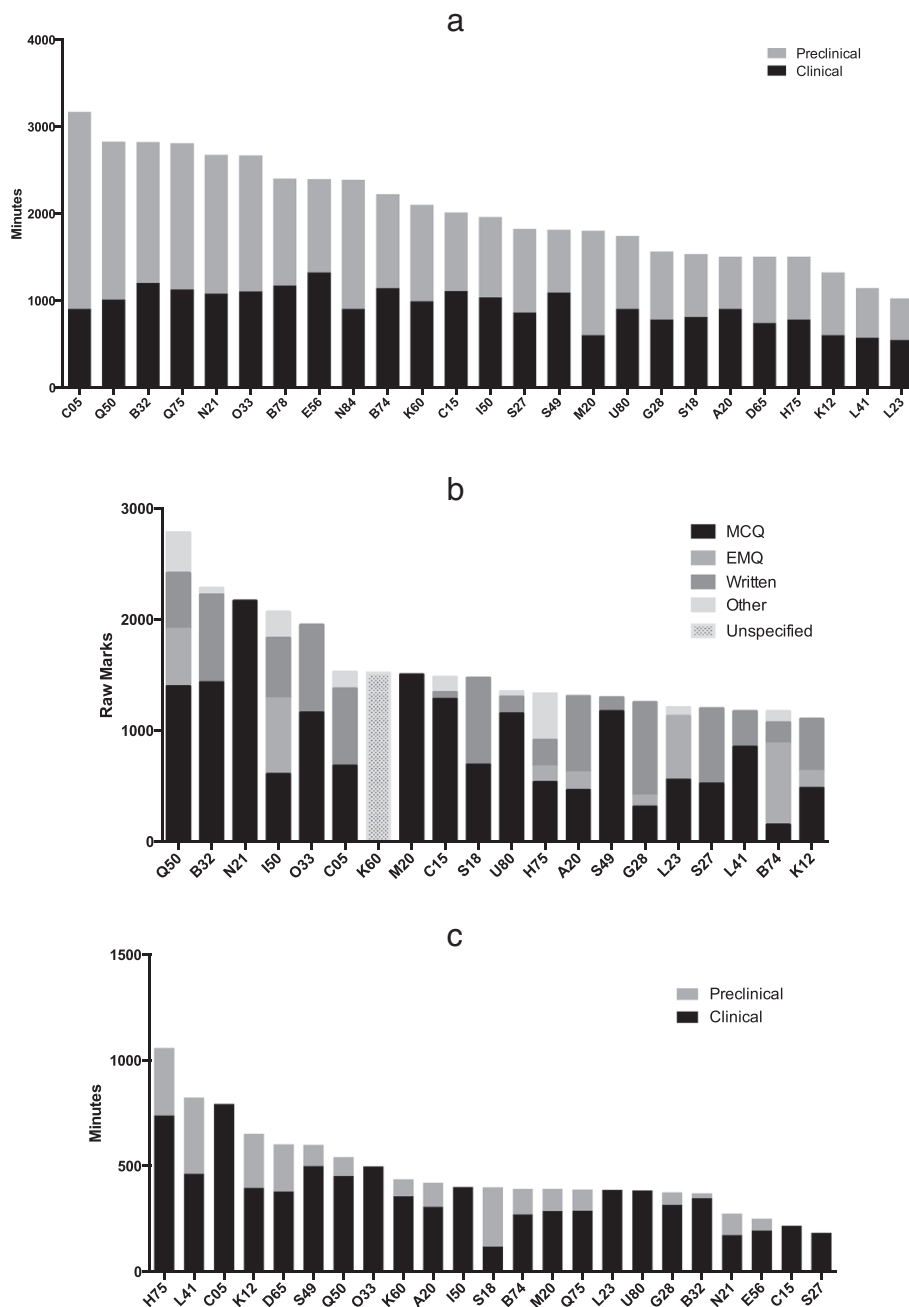 a
4000
3000
2000
1000
0
Minutes
Preclinical
Clinical
C05 Q50 B32 Q75 N21 O33 B78 E56 N84 B74 K60 C15 I50 S27 S49 M20 U80 G28 S18 A20 D65 H75 K12 L41 L23
b
3000
2000
1000
0
Raw Marks
MCQ
EMQ
Written
Other
Unspecified
Q50 B32 N21 I50 O33 C05 K60 M20 C15 S18 U80 H75 A20 S49 G28 L23 S27 L41 B74 K12
c
1500
1000
500
0
Minutes
Preclinical
Clinical
H75 L41 C05 K12 D65 S49 Q50 O33 K60 A20 I50 S18 B74 M20 Q75 L23 U80 G28 B32 N21 E56 C15 S27